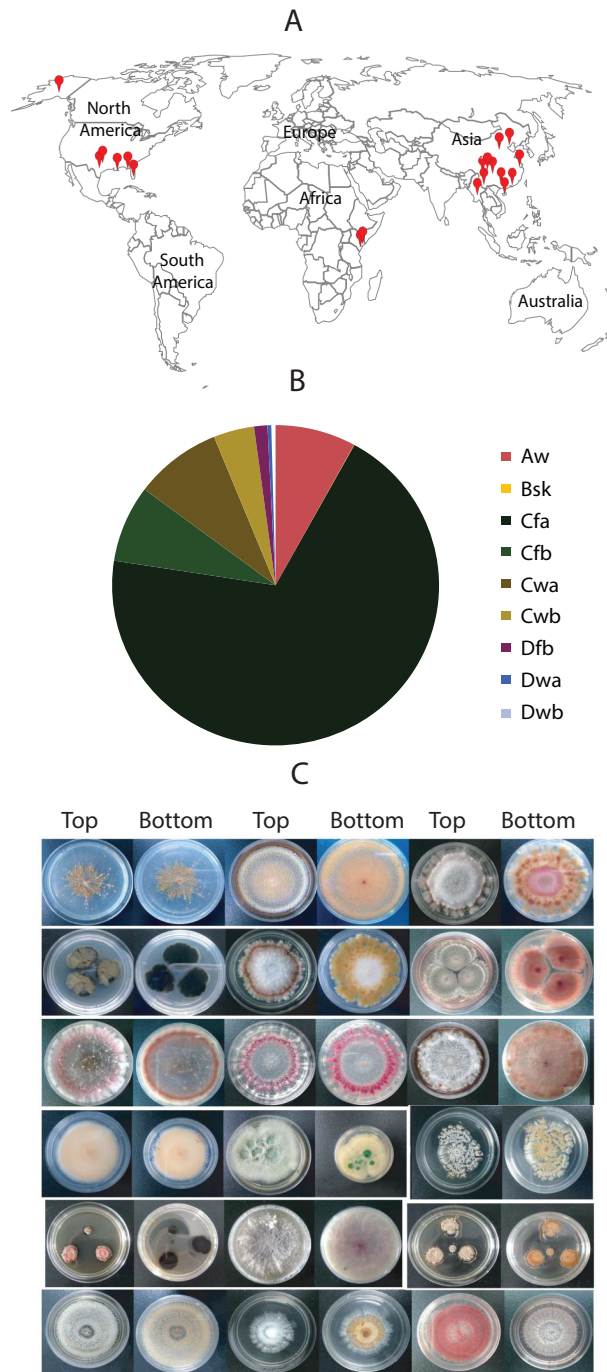 A
North
America
Europe
Asia
Africa
South
America
Australia
B
Aw
Bsk
Cfa
Cfb
Cwa
Cwb
Dfb
Dwa
Dwb
C
Top Bottom Top Bottom Top Bottom